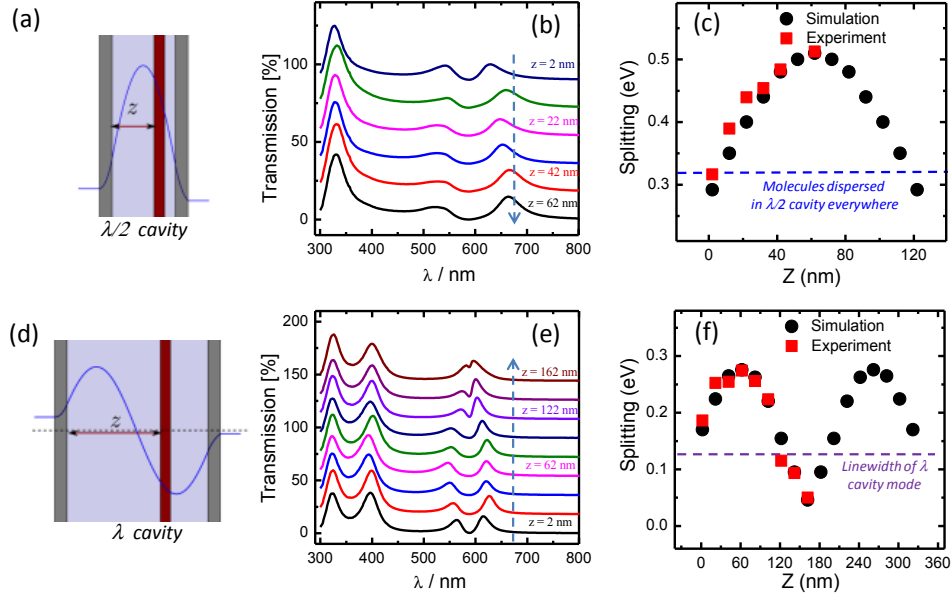 (a)
z
λ/2 cavity
(b)
Transmission [%]
100
50
0
z = 2 nm
z = 22 nm
z = 42 nm
z = 62 nm
300 400 500 600 700 800
λ / nm
(c)
Simulation
Experiment
Splitting (eV)
0.5
0.4
0.3
Molecules dispersed
in λ/2 cavity everywhere
0 40 80 120
Z (nm)
(d)
z
λ cavity
(e)
Transmission [%]
200
150
100
50
0
z = 162 nm
z = 122 nm
z = 62 nm
z = 2 nm
300 400 500 600 700 800
λ / nm
(f)
Simulation
Experiment
Splitting (eV)
0.3
0.2
0.1
0.0
Linewidth of λ
cavity mode
0 60 120 180 240 300 360
Z (nm)